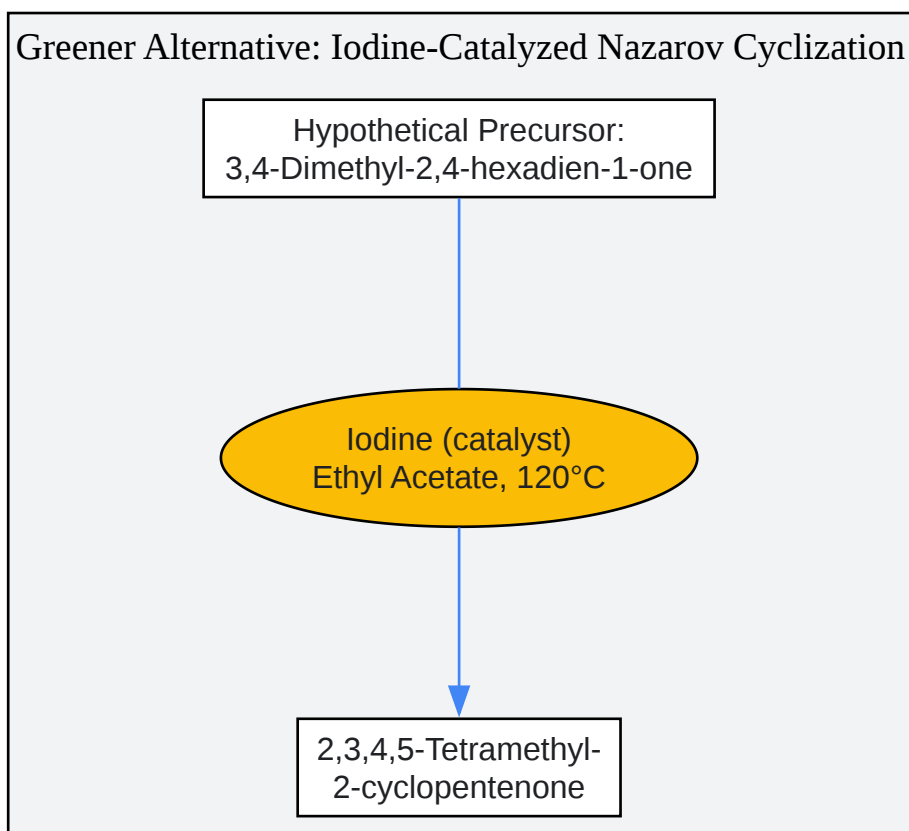 Greener Alternative: Iodine-Catalyzed Nazarov Cyclization
Hypothetical Precursor:
3,4-Dimethyl-2,4-hexadien-1-one
Iodine (catalyst)
Ethyl Acetate, 120°C
2,3,4,5-Tetramethyl-
2-cyclopentenone